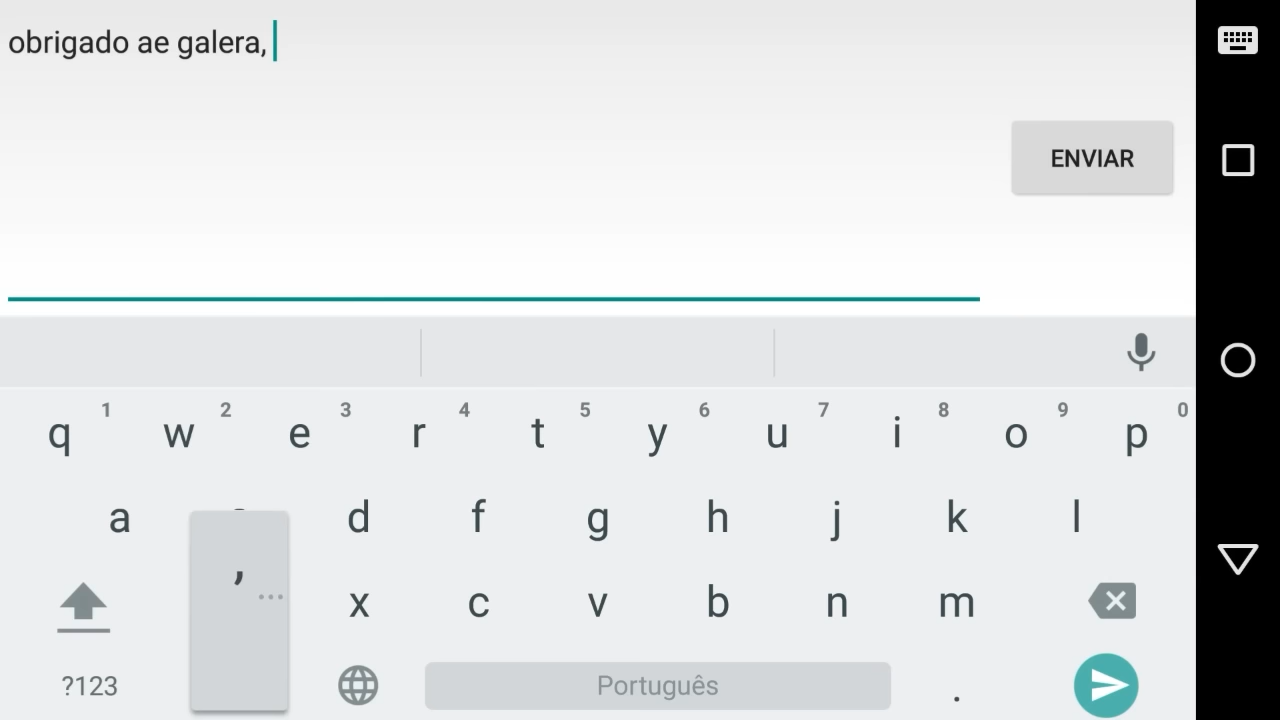 obrigado ae galera,
ENVIAR
1 2 3 4 5 6 7 8 9 0
q w e r t y u i o p
a d f g h j k l
,
...
x c v b n m
?123 Português .